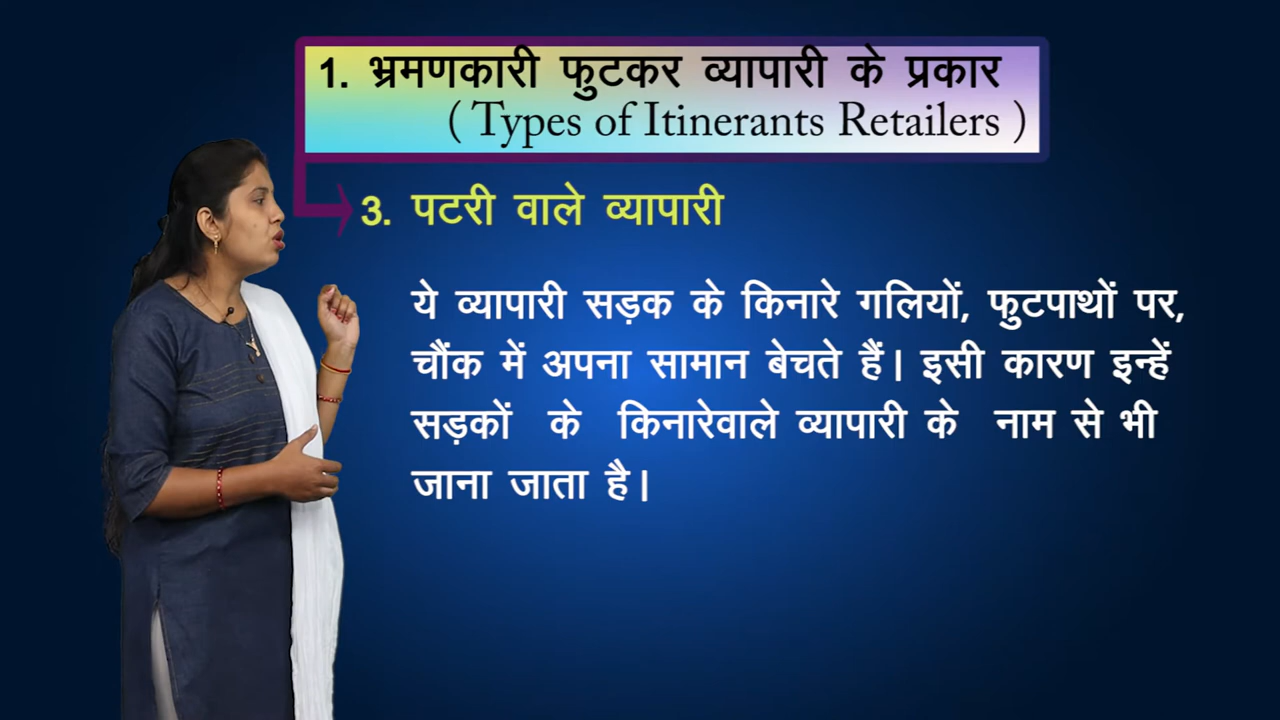 1. भ्रमणकारी फुटकर व्यापारी के प्रकार
( Types of Itinerants Retailers )
3. पटरी वाले व्यापारी
ये व्यापारी सड़क के किनारे गलियों, फुटपाथों पर,
चौंक में अपना सामान बेचते हैं। इसी कारण इन्हें
सड़कों के किनारेवाले व्यापारी के नाम से भी
जाना जाता है।